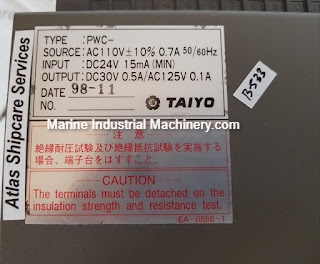 TYPE : PWC-
SOURCE: AC110V±10% 0.7A 50/60Hz
INPUT : DC24V 15mA(MIN)
OUTPUT: DC30V 0.5A/AC125V 0.1A
DATE 98-11
TAIYO
B-533
Marine Industrial Machinery.com
Atlas Shipcare Services
---注 意---
絶縁耐圧試験及び絶縁抵抗試験を実施する
場合、端子台をはずすこと。
---CAUTION---
The terminals must be detached on the
insulation strength and resistance test.
EA-0888-1